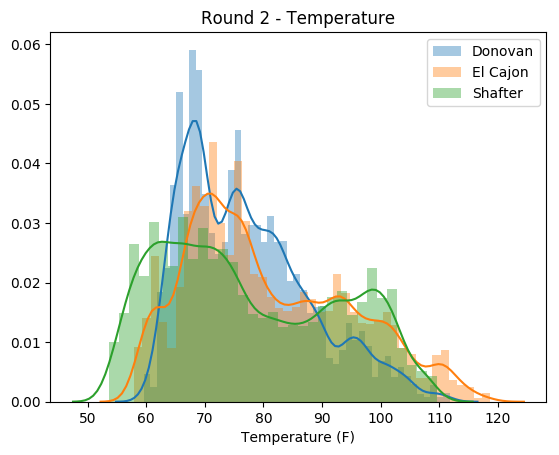 Round 2 - Temperature
0.06
0.05
0.04
0.03
0.02
0.01
0.00
Donovan
El Cajon
Shafter
50 60 70 80 90 100 110 120
Temperature (F)